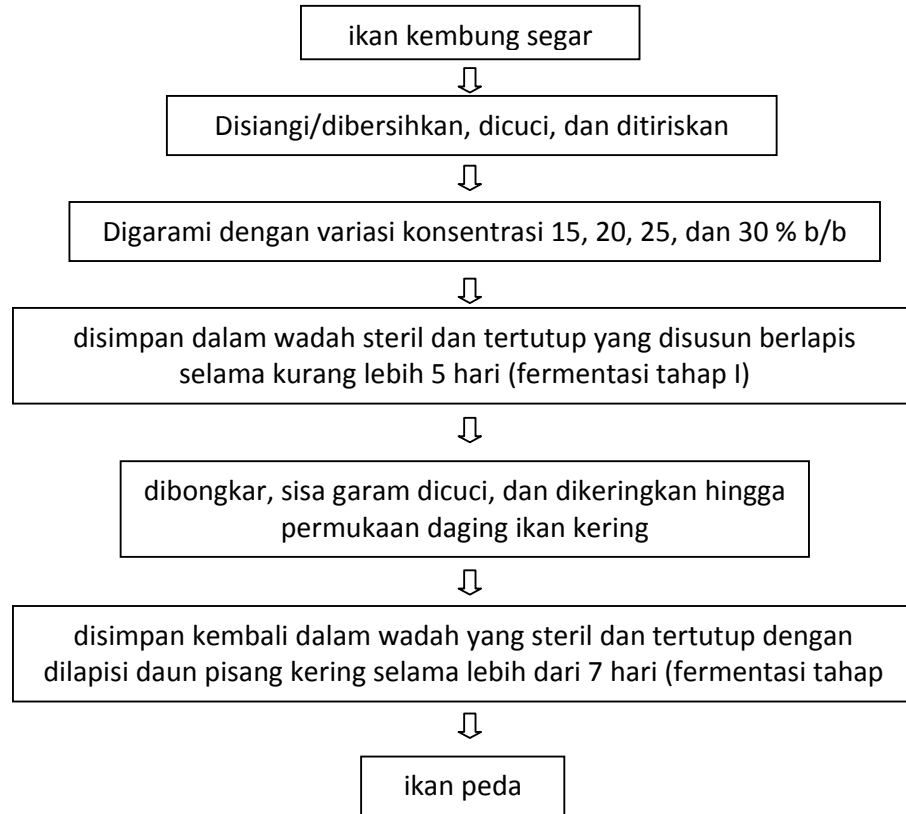 ikan kembung segar
Disiangi/dibersihkan, dicuci, dan ditiriskan
Digarami dengan variasi konsentrasi 15, 20, 25, dan 30 % b/b
disimpan dalam wadah steril dan tertutup yang disusun berlapis
selama kurang lebih 5 hari (fermentasi tahap I)
dibongkar, sisa garam dicuci, dan dikeringkan hingga
permukaan daging ikan kering
disimpan kembali dalam wadah yang steril dan tertutup dengan
dilapisi daun pisang kering selama lebih dari 7 hari (fermentasi tahap
ikan peda